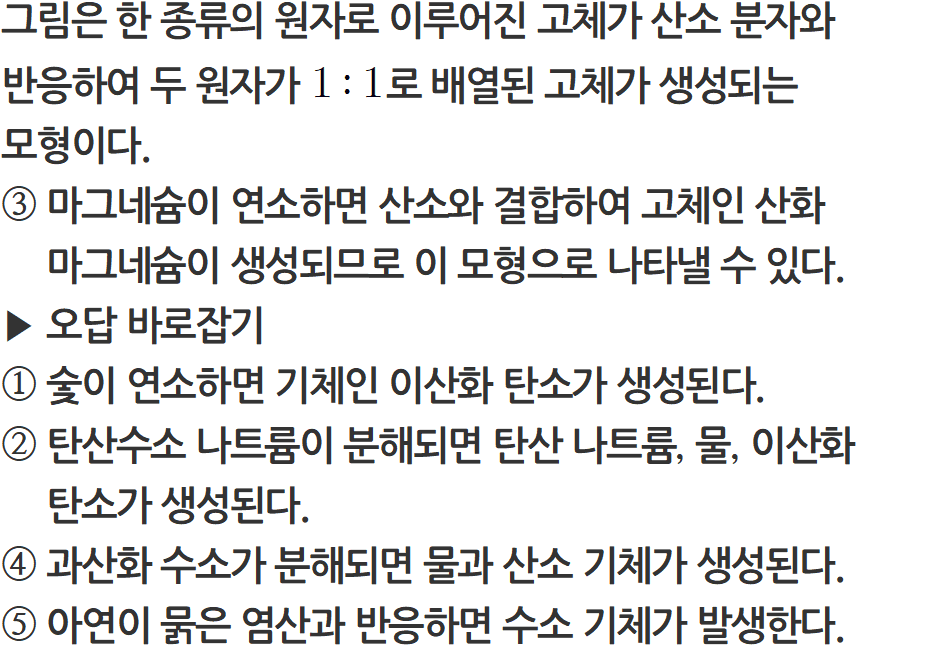 그림은 한 종류의 원자로 이루어진 고체가 산소 분자와
반응하여 두 원자가 1 : 1로 배열된 고체가 생성되는
모형이다.
③ 마그네슘이 연소하면 산소와 결합하여 고체인 산화
마그네슘이 생성되므로 이 모형으로 나타낼 수 있다.
▶ 오답 바로잡기
① 숯이 연소하면 기체인 이산화 탄소가 생성된다.
② 탄산수소 나트륨이 분해되면 탄산 나트륨, 물, 이산화
탄소가 생성된다.
④ 과산화 수소가 분해되면 물과 산소 기체가 생성된다.
⑤ 아연이 묽은 염산과 반응하면 수소 기체가 발생한다.